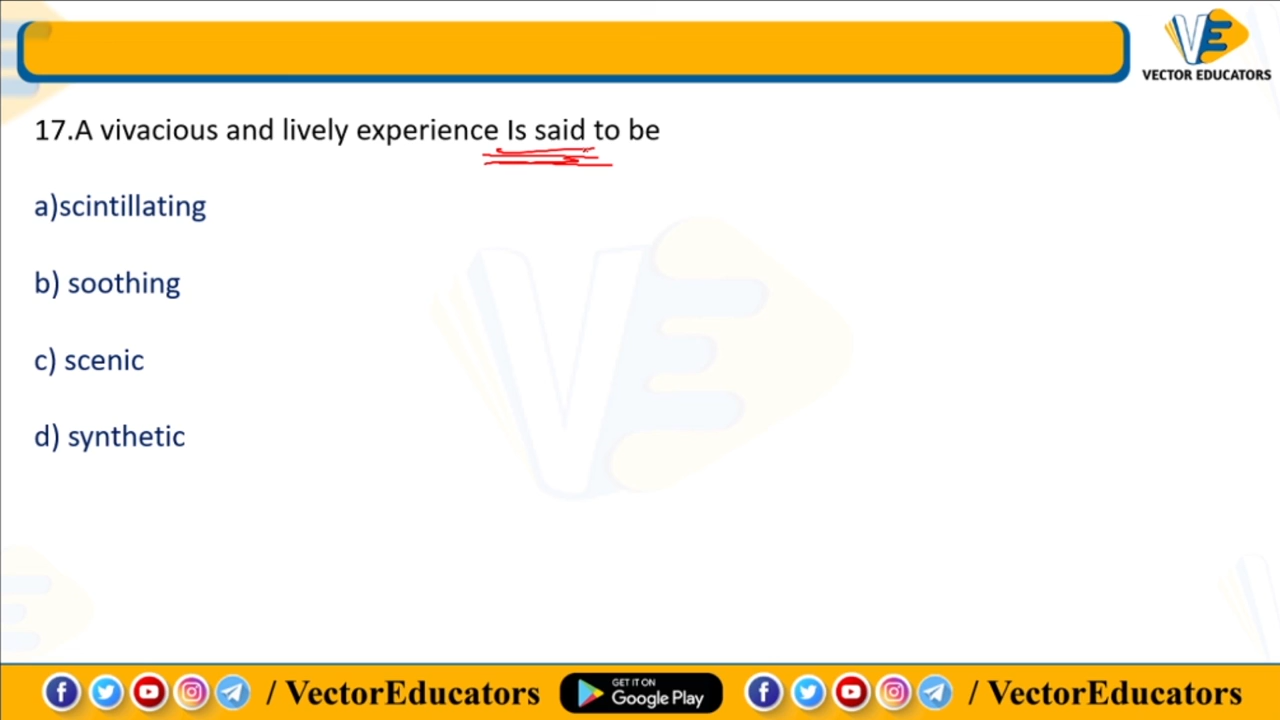 VE
VECTOR EDUCATORS
17.A vivacious and lively experience Is said to be
a)scintillating
b) soothing
c) scenic
d) synthetic
/ VectorEducators
GET IT ON
Google Play
/ VectorEducators